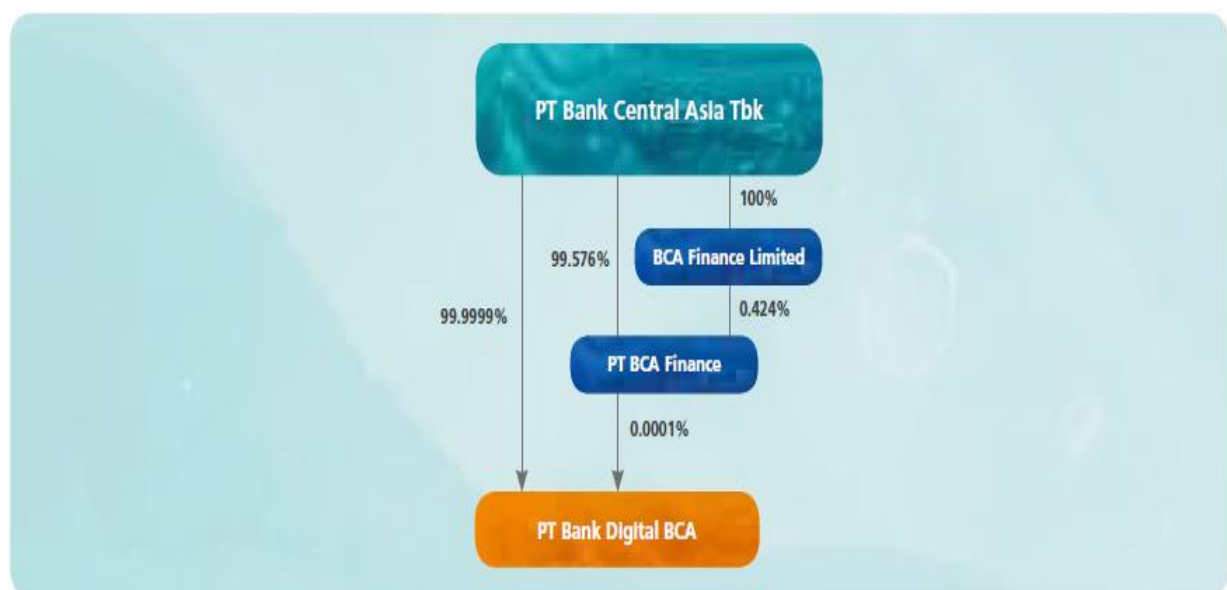 PT Bank Central Asia Tbk
100%
99.576%
BCA Finance Limited
99.9999%
0.424%
PT BCA Finance
0.0001%
PT Bank Digital BCA